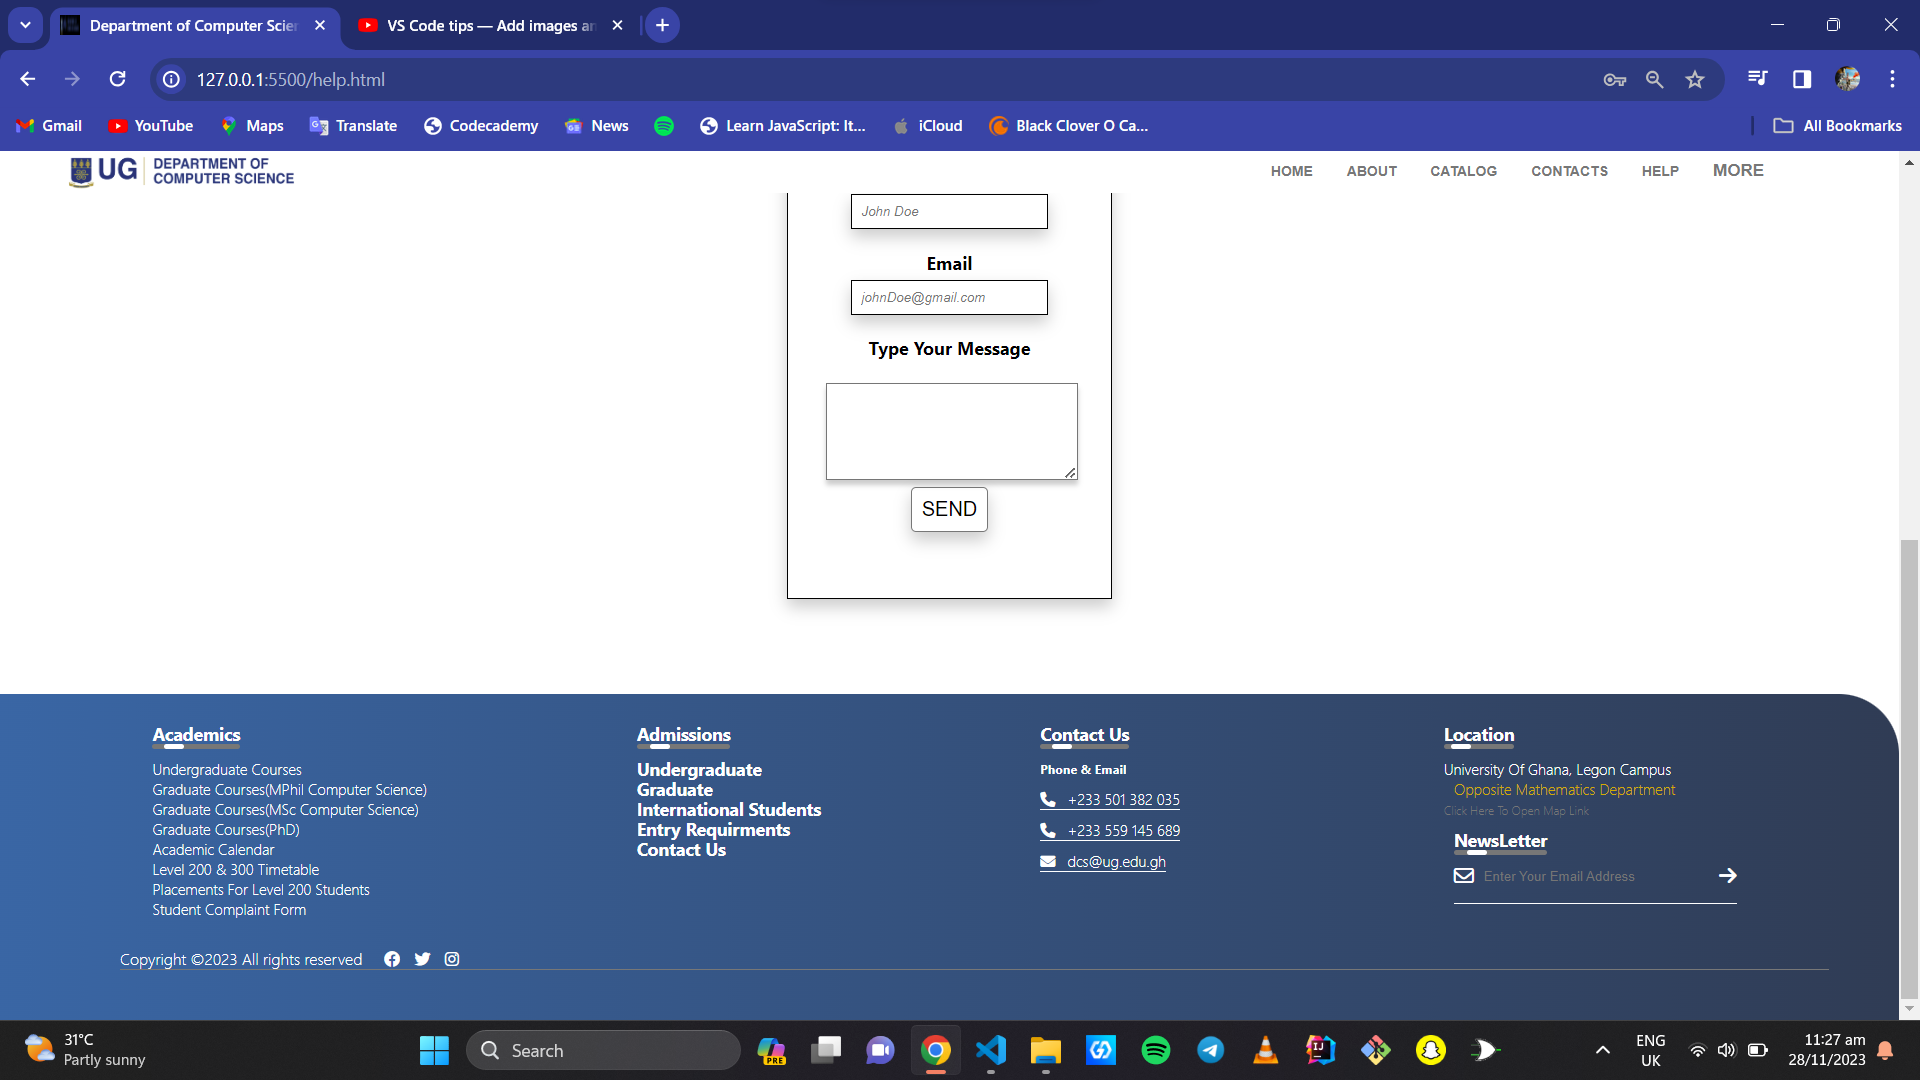 Department of Computer Scien
VS Code tips — Add images an
127.0.0.1:5500/help.html
Gmail
YouTube
Maps
Translate
Codecademy
News
Learn JavaScript: It...
iCloud
Black Clover O Ca...
All Bookmarks
UG DEPARTMENT OF
COMPUTER SCIENCE
HOME
ABOUT
CATALOG
CONTACTS
HELP
MORE
John Doe
Email
johnDoe@gmail.com
Type Your Message
SEND
Academics
Undergraduate Courses
Graduate Courses(MPhil Computer Science)
Graduate Courses(MSc Computer Science)
Graduate Courses(PhD)
Academic Calendar
Level 200 & 300 Timetable
Placements For Level 200 Students
Student Complaint Form
Admissions
Undergraduate
Graduate
International Students
Entry Requirments
Contact Us
Contact Us
Phone & Email
+233 501 382 035
+233 559 145 689
dcs@ug.edu.gh
Location
University Of Ghana, Legon Campus
Opposite Mathematics Department
Click Here To Open Map Link
NewsLetter
Enter Your Email Address
Copyright ©2023 All rights reserved
31°C
Partly sunny
Search
PRE
IJ
ENG
UK
11:27 am
28/11/2023